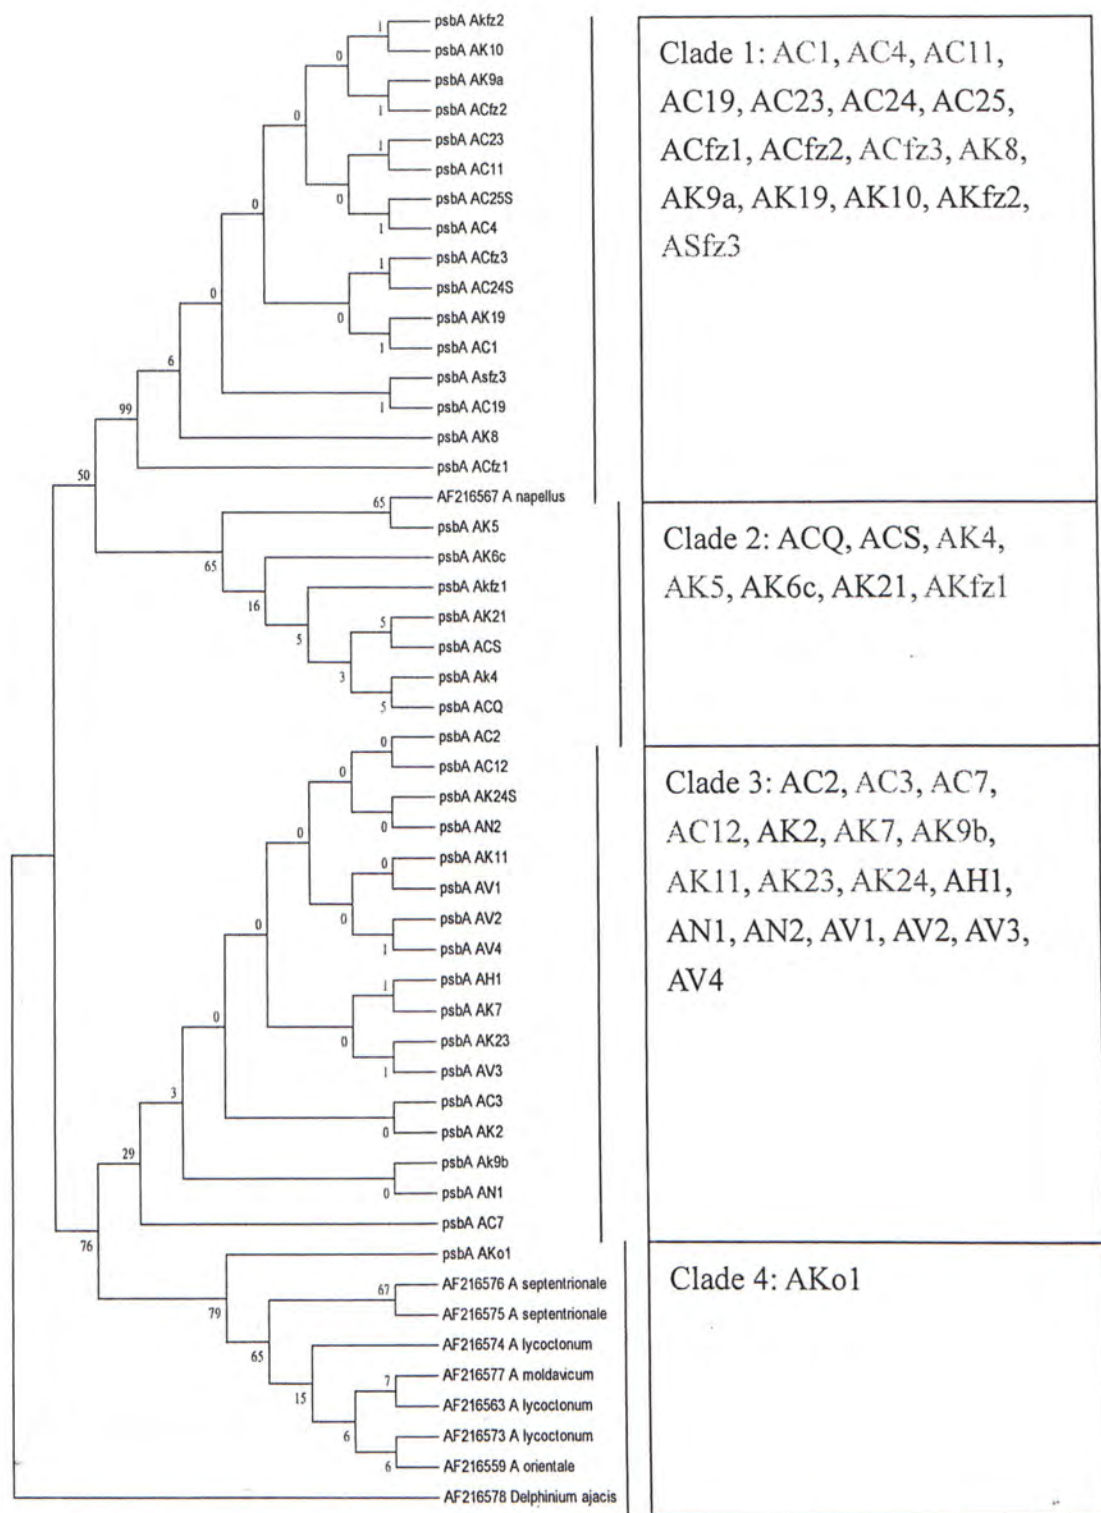 psbA Akfz2
psbA AK10
psbA AK9a
psbA ACfz2
psbA AC23
psbA AC11
psbA AC25S
psbA AC4
psbA ACfz3
psbA AC24S
psbA AK19
psbA AC1
psbA Asfz3
psbA AC19
psbA AK8
psbA ACfz1
AF216567 A napellus
psbA AK5
psbA AK6c
psbA Akfz1
psbA AK21
psbA ACS
psbA Ak4
psbA ACQ
psbA AC2
psbA AC12
psbA AK24S
psbA AN2
psbA AK11
psbA AV1
psbA AV2
psbA AV4
psbA AH1
psbA AK7
psbA AK23
psbA AV3
psbA AC3
psbA AK2
psbA Ak9b
psbA AN1
psbA AC7
psbA AKo1
AF216576 A septentrionale
AF216575 A septentrionale
AF216574 A lycoctonum
AF216577 A moldavicum
AF216563 A lycoctonum
AF216573 A lycoctonum
AF216559 A orientale
AF216578 Delphinium ajacis
1
0
1
0
1
0
1
0
1
0
1
0
1
6
99
50
65
65
16
5
5
3
5
0
0
0
0
0
0
1
0
1
0
1
0
0
3
0
29
76
79
67
65
15
7
6
6
Clade 1: AC1, AC4, AC11,
AC19, AC23, AC24, AC25,
ACfz1, ACfz2, ACfz3, AK8,
AK9a, AK19, AK10, AKfz2,
ASfz3
Clade 2: ACQ, ACS, AK4,
AK5, AK6c, AK21, AKfz1
Clade 3: AC2, AC3, AC7,
AC12, AK2, AK7, AK9b,
AK11, AK23, AK24, AH1,
AN1, AN2, AV1, AV2, AV3,
AV4
Clade 4: AKo1